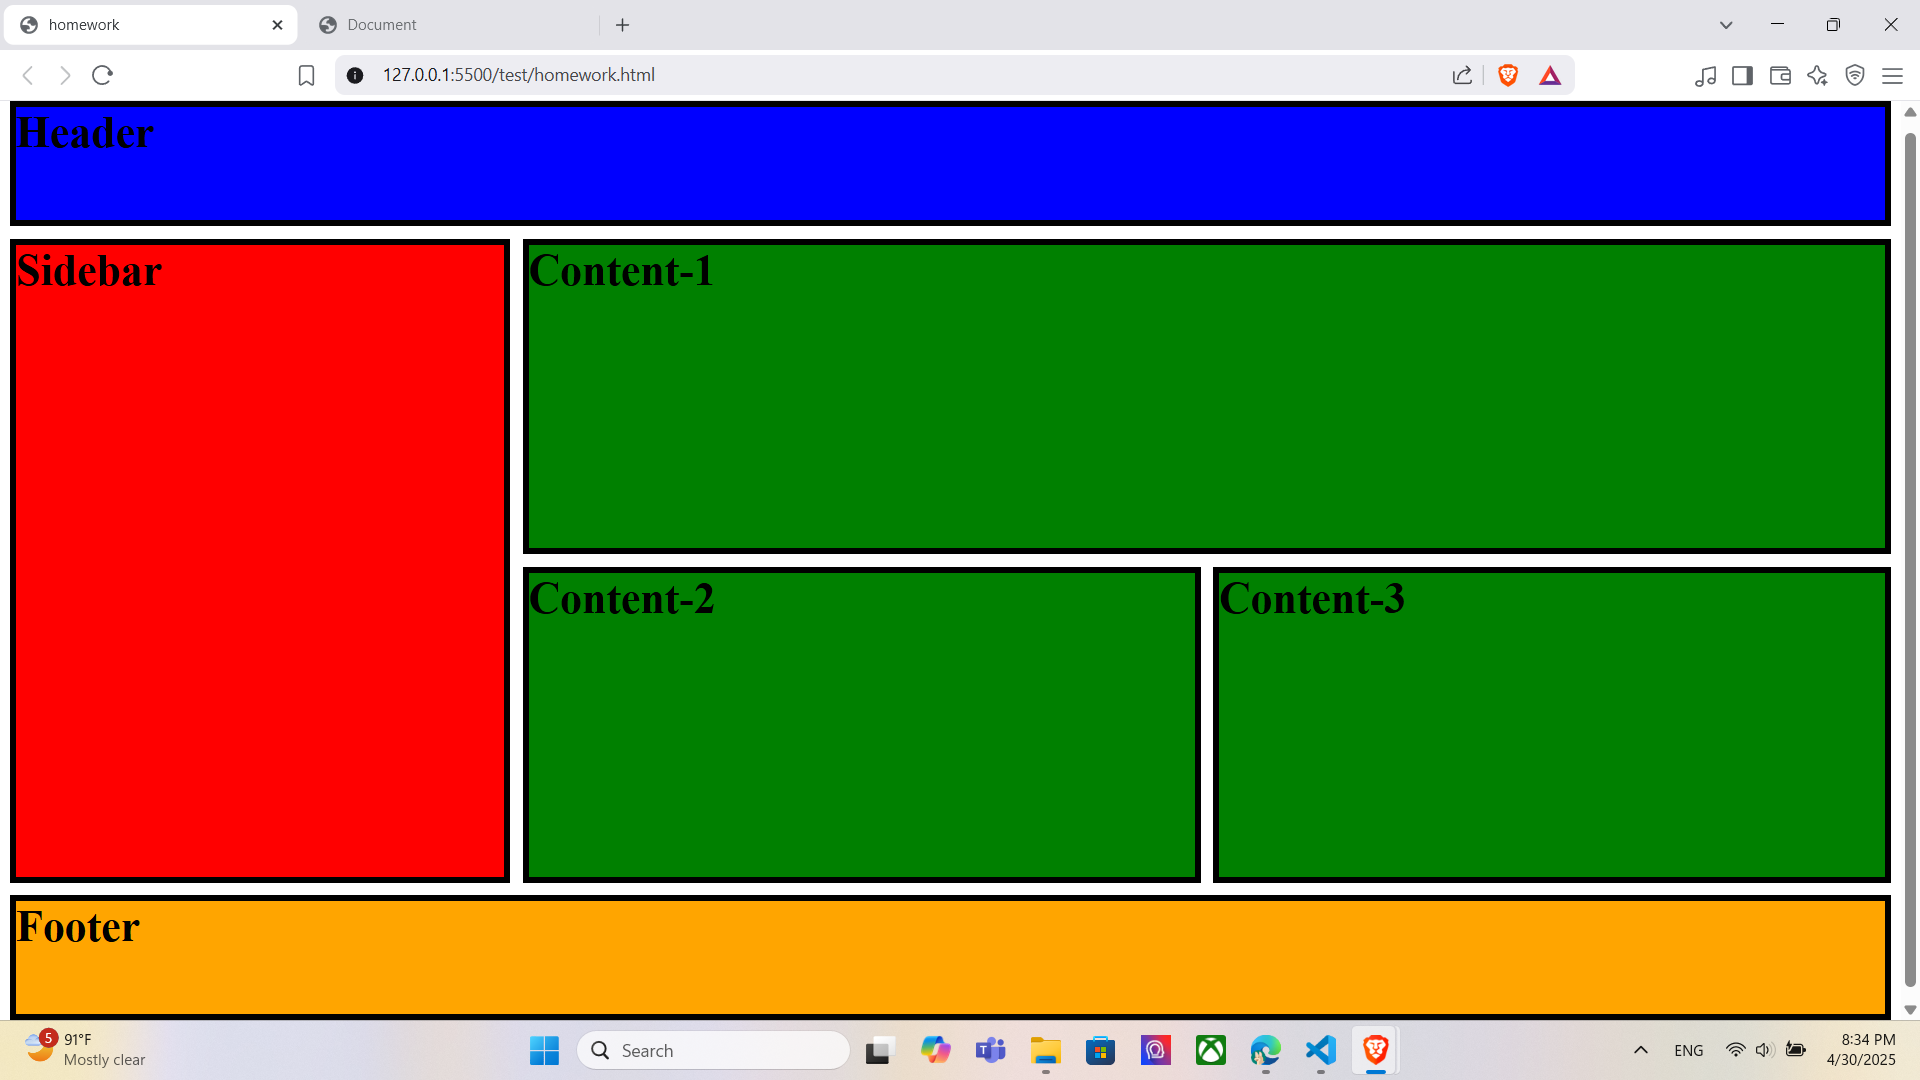 homework
Document
127.0.0.1:5500/test/homework.html
Header
Sidebar
Content-1
Content-2
Content-3
Footer
5
91°F
Mostly clear
Search
ENG
8:34 PM
4/30/2025